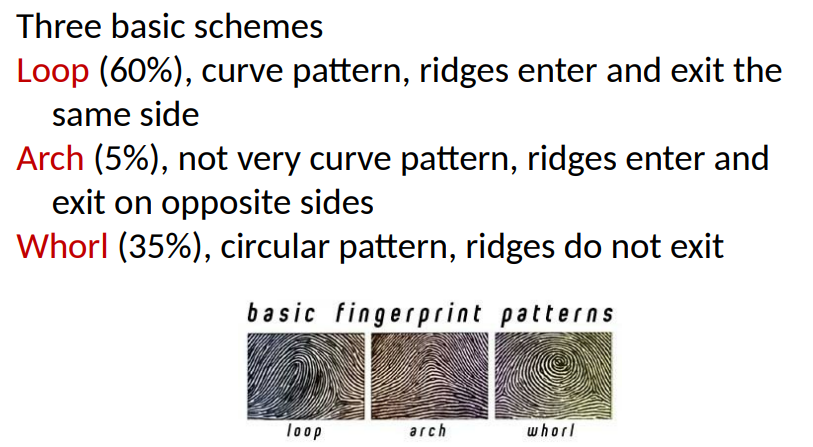 Three basic schemes
Loop (60%), curve pattern, ridges enter and exit the
same side
Arch (5%), not very curve pattern, ridges enter and
exit on opposite sides
Whorl (35%), circular pattern, ridges do not exit
basic fingerprint patterns
loop arch whorl